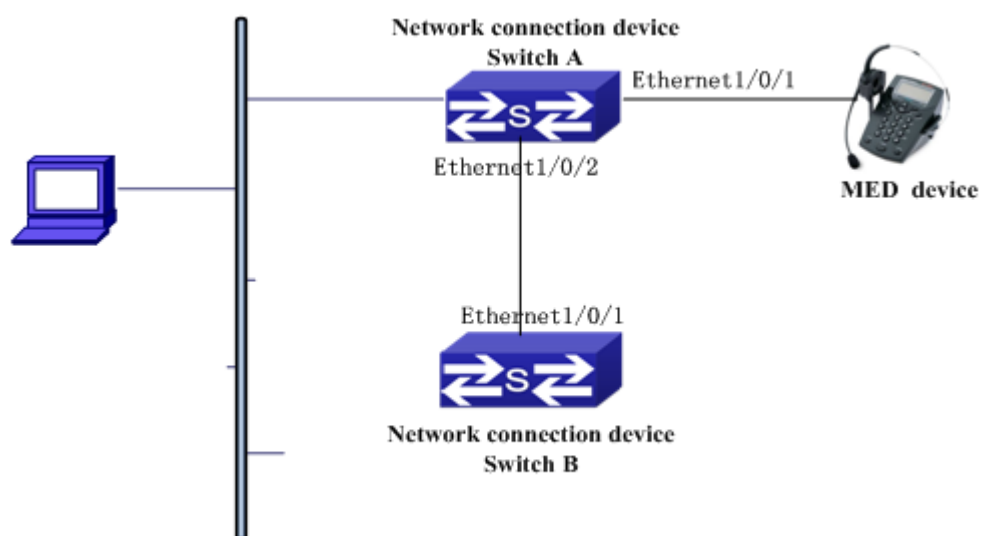 Network connection device
Switch A
Ethernet1/0/1
S
Ethernet1/0/2
MED device
Ethernet1/0/1
S
Network connection device
Switch B